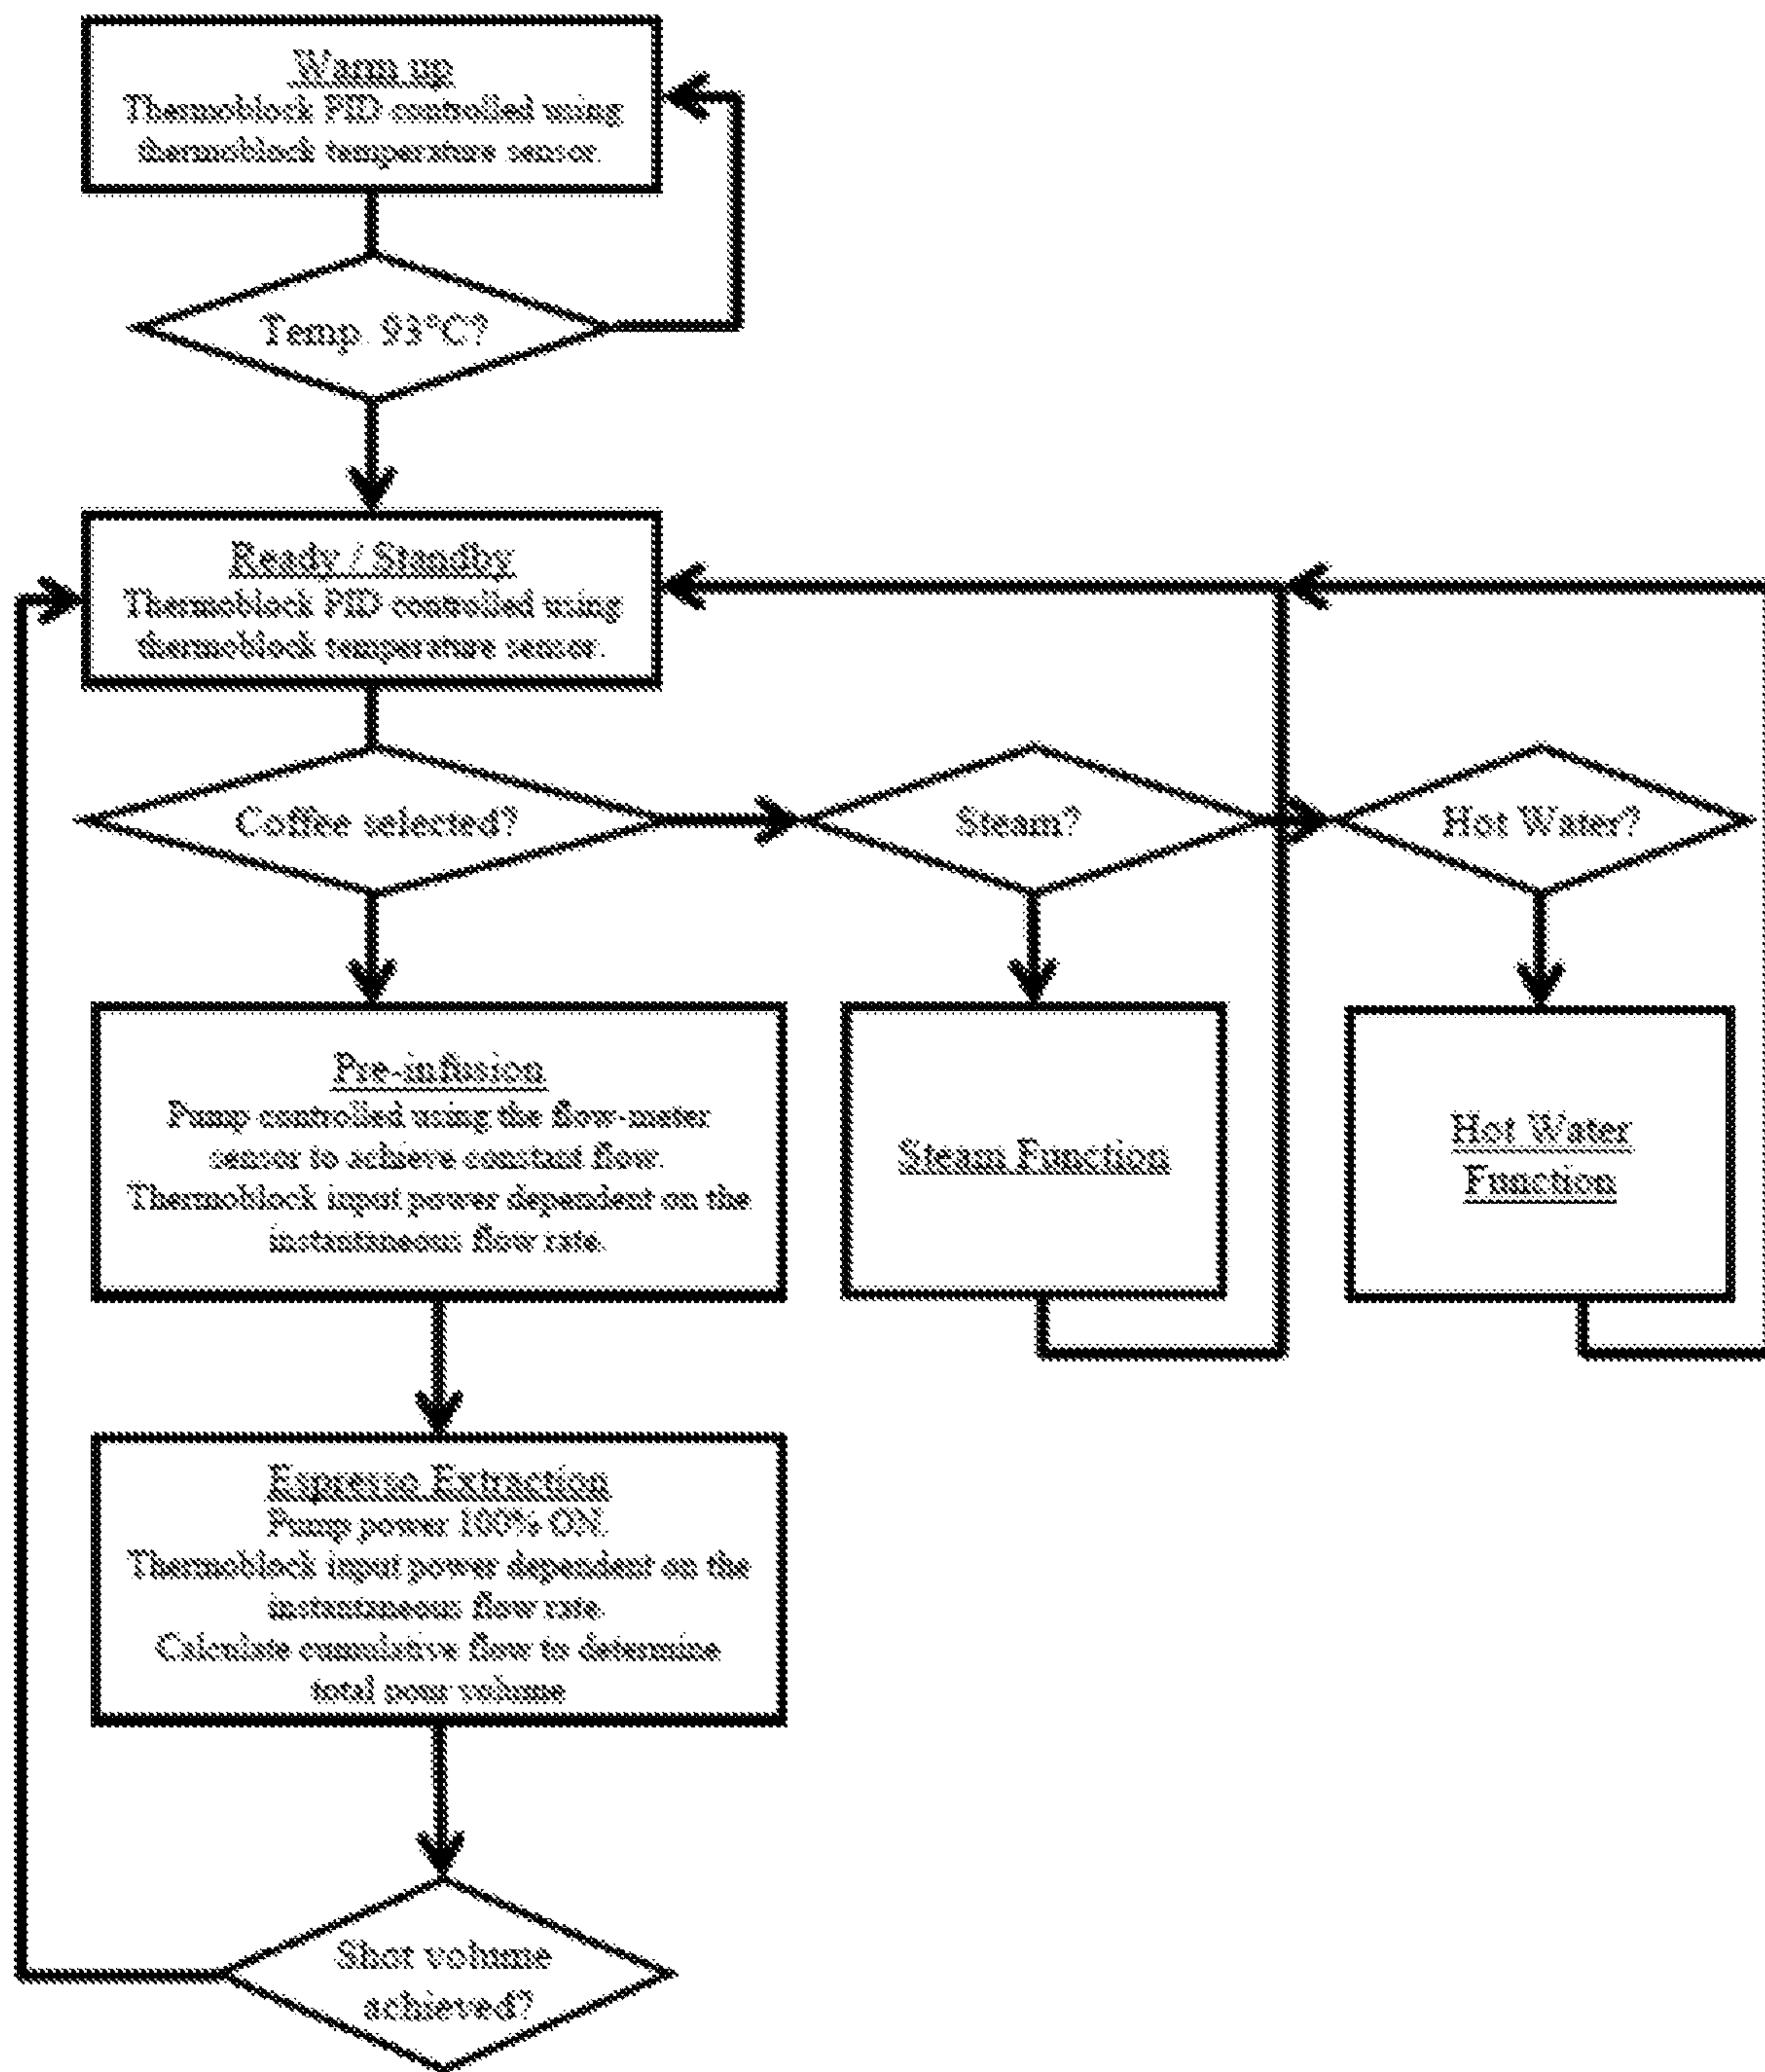 Warm up
Thermoblock PID controlled using
thermoblock temperature sensor.
Temp. 93°C?
Ready / Standby
Thermoblock PID controlled using
thermoblock temperature sensor.
Coffee selected?
Steam?
Hot Water?
Pre-infusion
Pump controlled using the flow-meter
sensor to achieve constant flow.
Thermoblock input power dependent on the
instantaneous flow rate.
Steam Function
Hot Water
Function
Espresso Extraction
Pump power 100% ON.
Thermoblock input power dependent on the
instantaneous flow rate.
Calculate cumulative flow to determine
total pour volume
Shot volume
achieved?